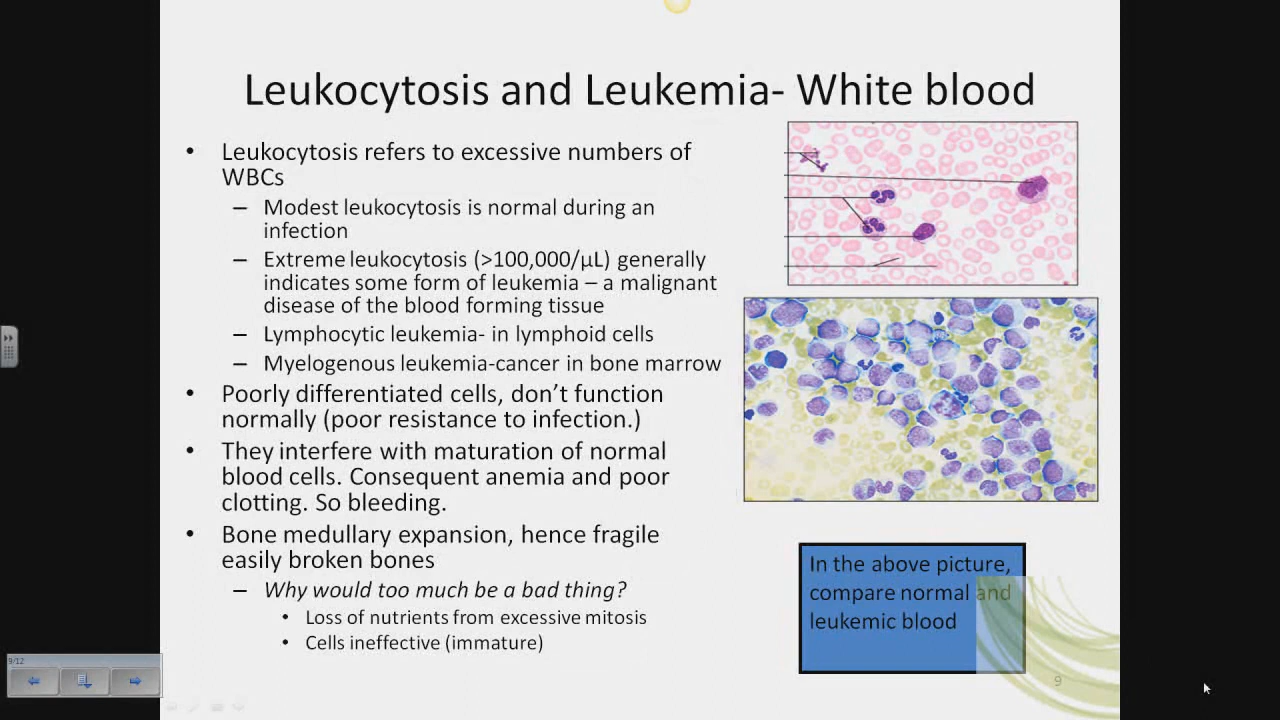 Leukocytosis and Leukemia- White blood
• Leukocytosis refers to excessive numbers of
WBCs
– Modest leukocytosis is normal during an
infection
– Extreme leukocytosis (>100,000/µL) generally
indicates some form of leukemia – a malignant
disease of the blood forming tissue
– Lymphocytic leukemia- in lymphoid cells
– Myelogenous leukemia-cancer in bone marrow
• Poorly differentiated cells, don’t function
normally (poor resistance to infection.)
• They interfere with maturation of normal
blood cells. Consequent anemia and poor
clotting. So bleeding.
• Bone medullary expansion, hence fragile
easily broken bones
– Why would too much be a bad thing?
• Loss of nutrients from excessive mitosis
• Cells ineffective (immature)
In the above picture,
compare normal and
leukemic blood
9
9/12